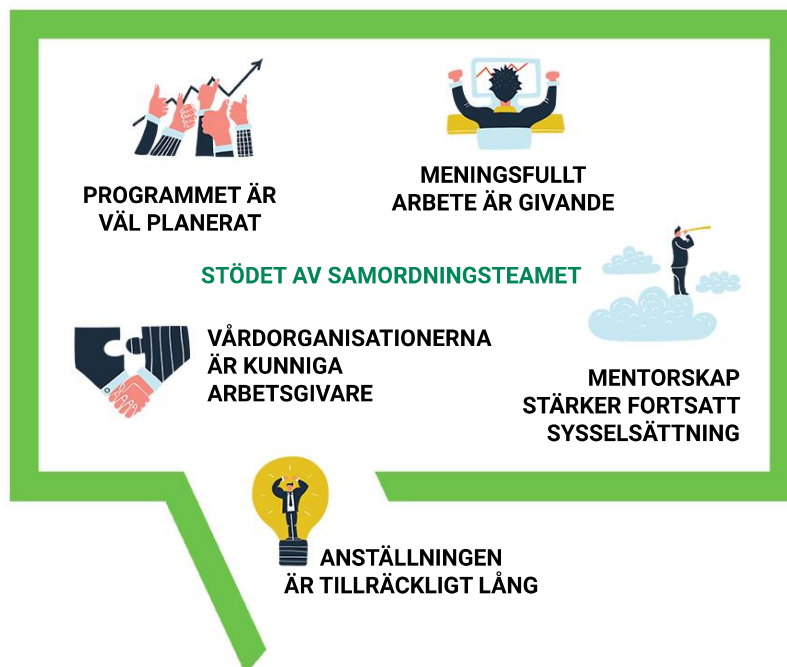 PROGRAMMET ÄR
VÄL PLANERAT
MENINGSFULLT
ARBETE ÄR GIVANDE
STÖDET AV SAMORDNINGSTEAMET
VÅRDORGANISATIONERNA
ÄR KUNNIGA
ARBETSGIVARE
MENTORSKAP
STÄRKER FORTSATT
SYSSELSÄTTNING
ANSTÄLLNINGEN
ÄR TILLRÄCKLIGT LÅNG